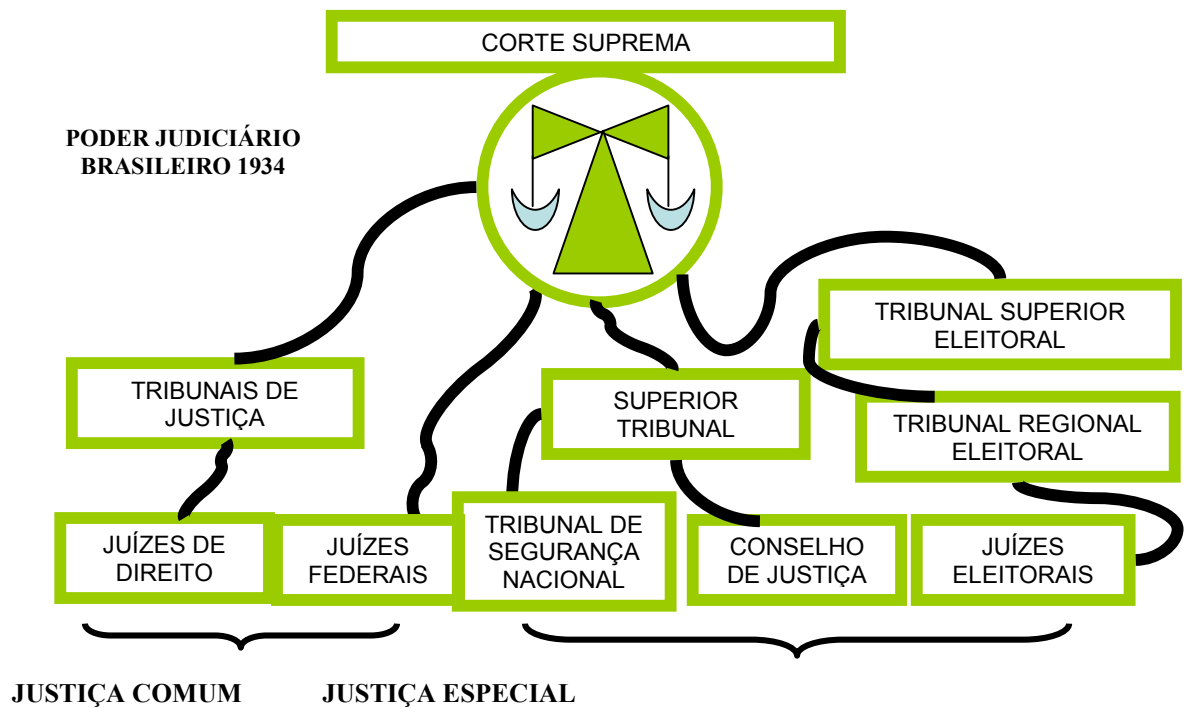 CORTE SUPREMA
PODER JUDICIÁRIO
BRASILEIRO 1934
TRIBUNAL SUPERIOR
ELEITORAL
TRIBUNAIS DE
JUSTIÇA
SUPERIOR
TRIBUNAL
TRIBUNAL REGIONAL
ELEITORAL
JUÍZES DE
DIREITO
JUÍZES
FEDERAIS
TRIBUNAL DE
SEGURANÇA
NACIONAL
CONSELHO
DE JUSTIÇA
JUÍZES
ELEITORAIS
JUSTIÇA COMUM
JUSTIÇA ESPECIAL